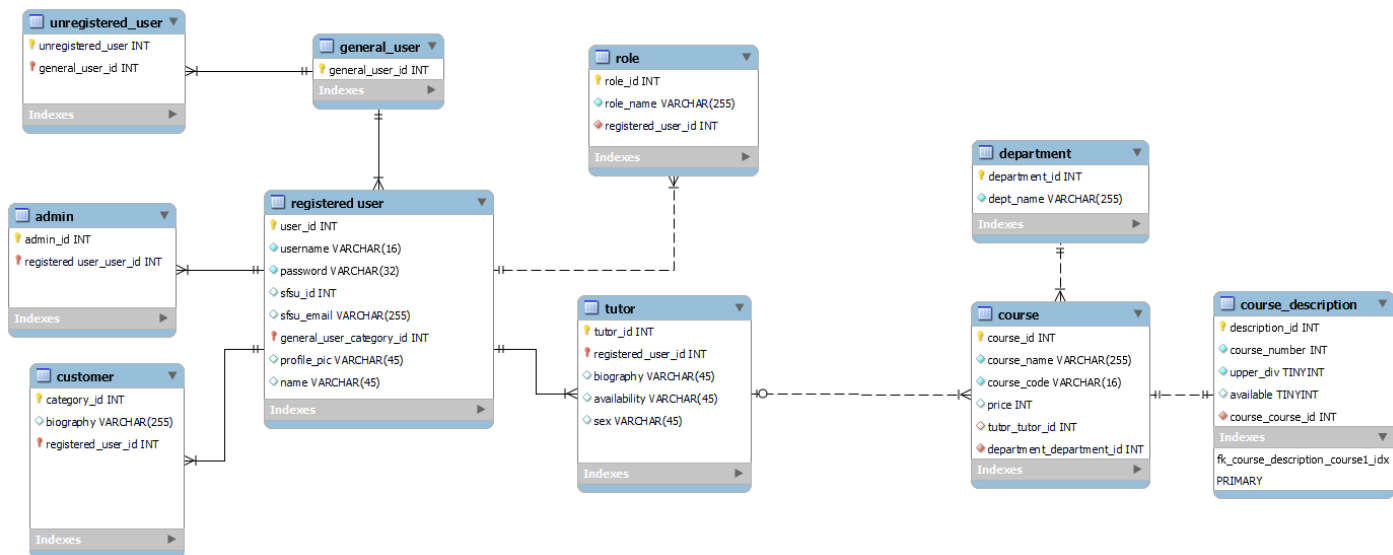 unregistered_user
unregistered_user INT
general_user_id INT
Indexes
general_user
general_user_id INT
Indexes
role
role_id INT
role_name VARCHAR(255)
registered_user_id INT
Indexes
department
department_id INT
dept_name VARCHAR(255)
Indexes
admin
admin_id INT
registered user_user_id INT
Indexes
registered user
user_id INT
username VARCHAR(16)
password VARCHAR(32)
sfsu_id INT
sfsu_email VARCHAR(255)
general_user_category_id INT
profile_pic VARCHAR(45)
name VARCHAR(45)
Indexes
tutor
tutor_id INT
registered_user_id INT
biography VARCHAR(45)
availability VARCHAR(45)
sex VARCHAR(45)
Indexes
course
course_id INT
course_name VARCHAR(255)
course_code VARCHAR(16)
price INT
tutor_tutor_id INT
department_department_id INT
Indexes
course_description
description_id INT
course_number INT
upper_div TINYINT
available TINYINT
course_course_id INT
Indexes
fk_course_description_course1_idx
PRIMARY
customer
category_id INT
biography VARCHAR(255)
registered_user_id INT
Indexes